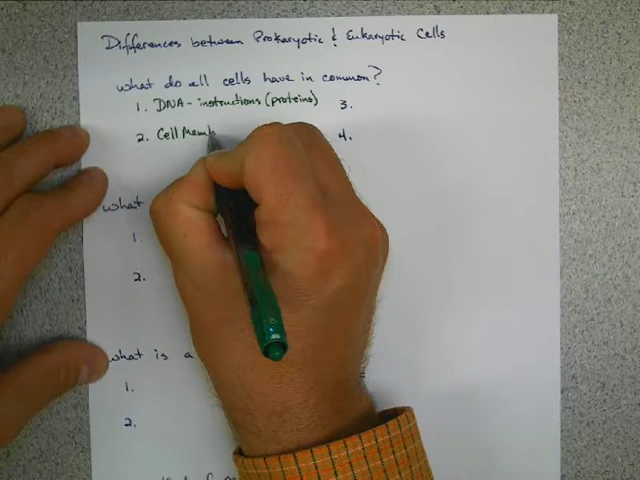 Differences between Prokaryotic & Eukaryotic Cells
what do all cells have in common?
1. DNA - instructions (proteins) 3.
2. Cell Memb 4.
what
1.
2.
what is a
1.
2.